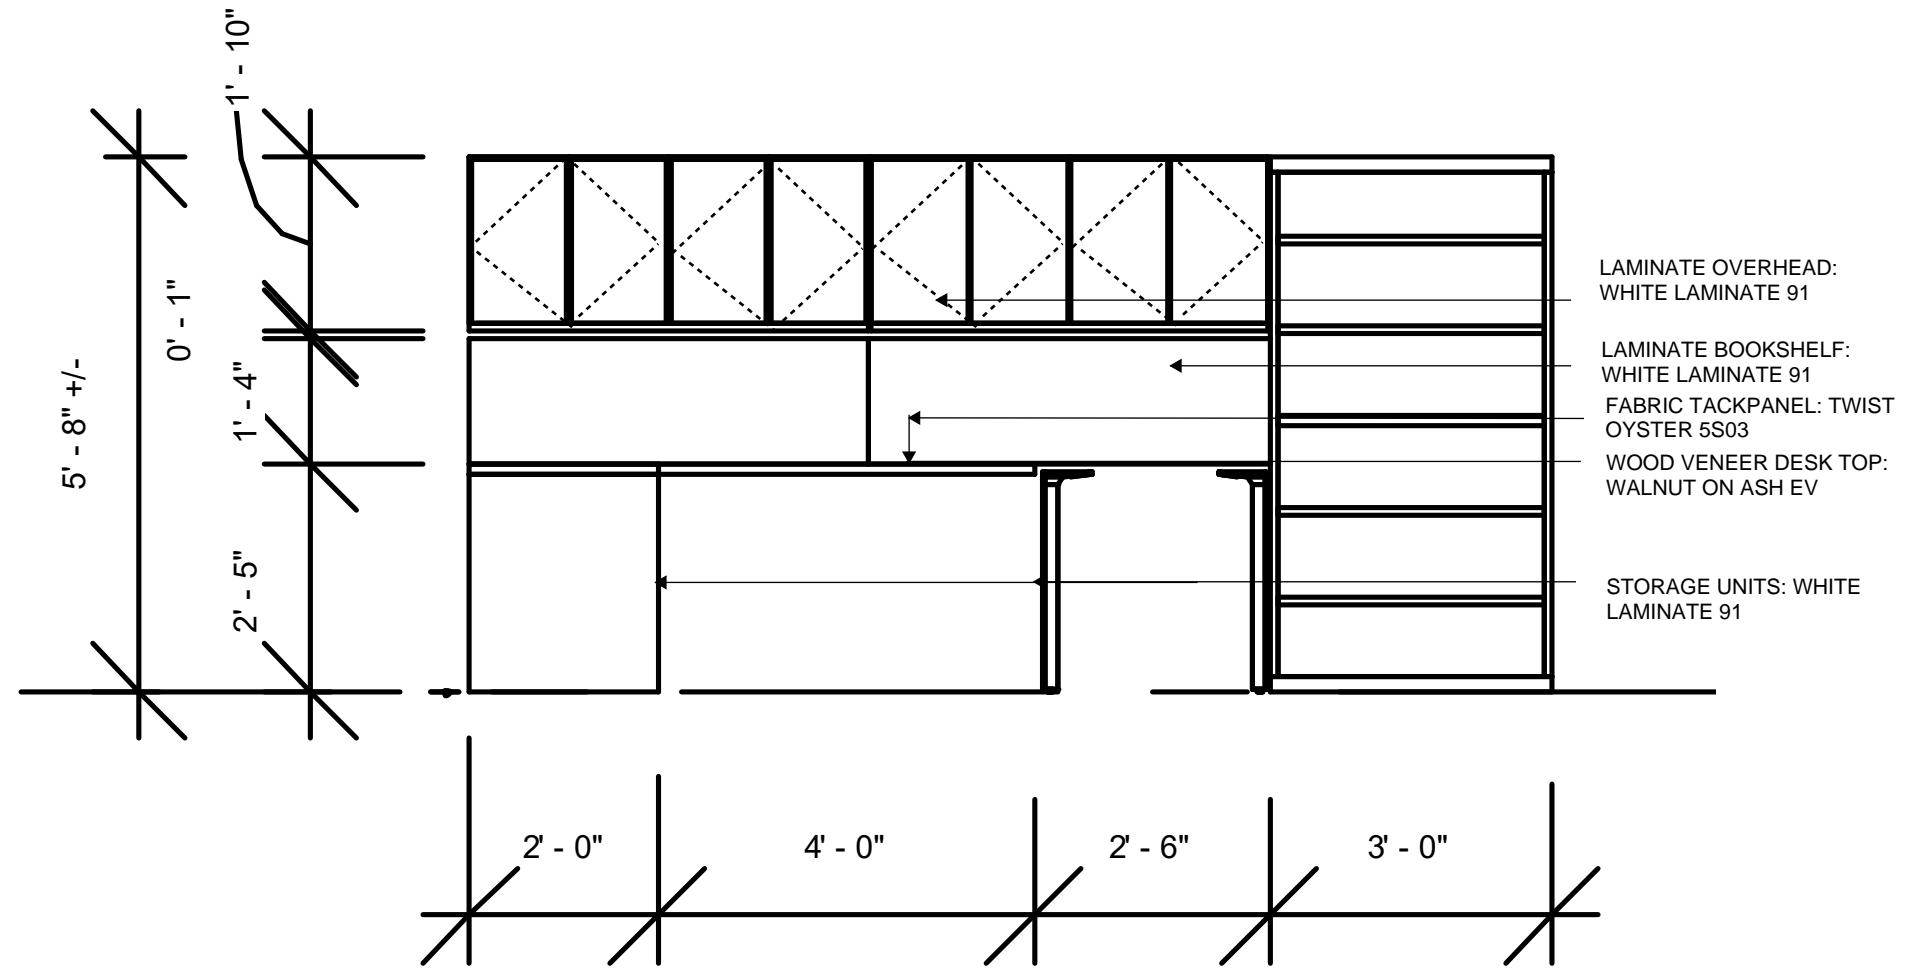 1' - 10"
5' - 8" +/-
0' - 1"
1' - 4"
2' - 5"
LAMINATE OVERHEAD:
WHITE LAMINATE 91
LAMINATE BOOKSHELF:
WHITE LAMINATE 91
FABRIC TACKPANEL: TWIST
OYSTER 5S03
WOOD VENEER DESK TOP:
WALNUT ON ASH EV
STORAGE UNITS: WHITE
LAMINATE 91
2' - 0"
4' - 0"
2' - 6"
3' - 0"